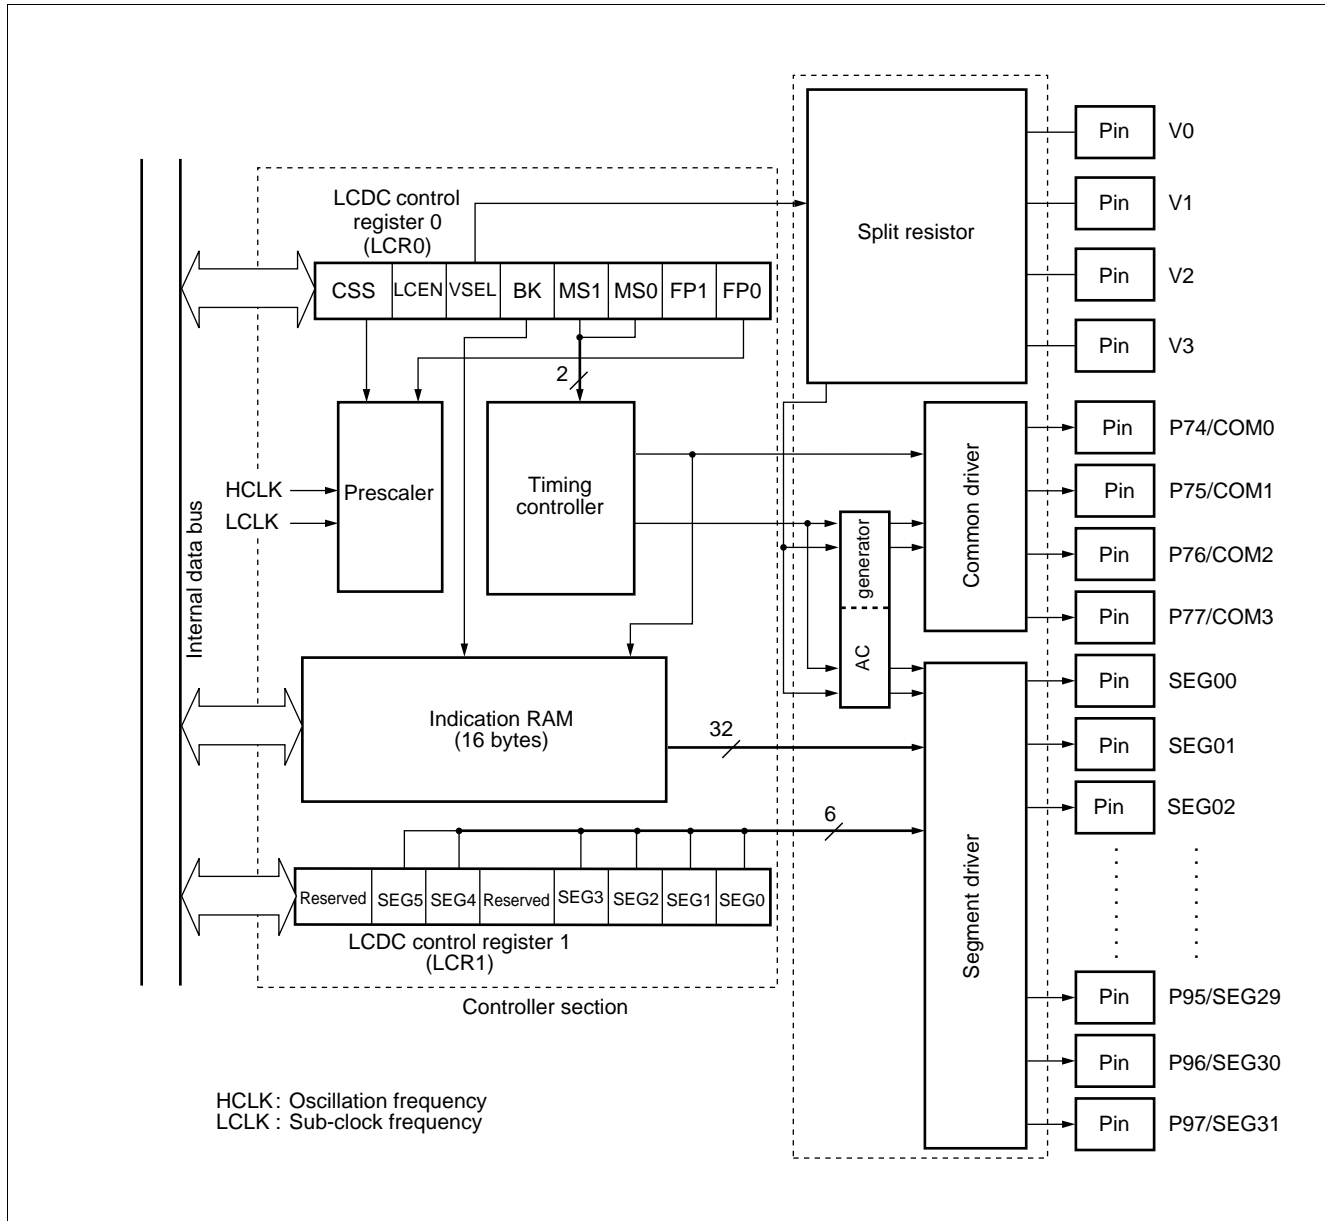 LCDC control
register 0
(LCR0)
CSS LCEN VSEL BK MS1 MS0 FP1 FP0
2
Prescaler
Timing
controller
HCLK
LCLK
Internal data bus
Indication RAM
(16 bytes)
32
6
Reserved SEG5 SEG4 Reserved SEG3 SEG2 SEG1 SEG0
LCDC control register 1
(LCR1)
Controller section
Split resistor
Common driver
AC generator
Segment driver
Pin V0
Pin V1
Pin V2
Pin V3
Pin P74/COM0
Pin P75/COM1
Pin P76/COM2
Pin P77/COM3
Pin SEG00
Pin SEG01
Pin SEG02
Pin P95/SEG29
Pin P96/SEG30
Pin P97/SEG31
HCLK : Oscillation frequency
LCLK : Sub-clock frequency